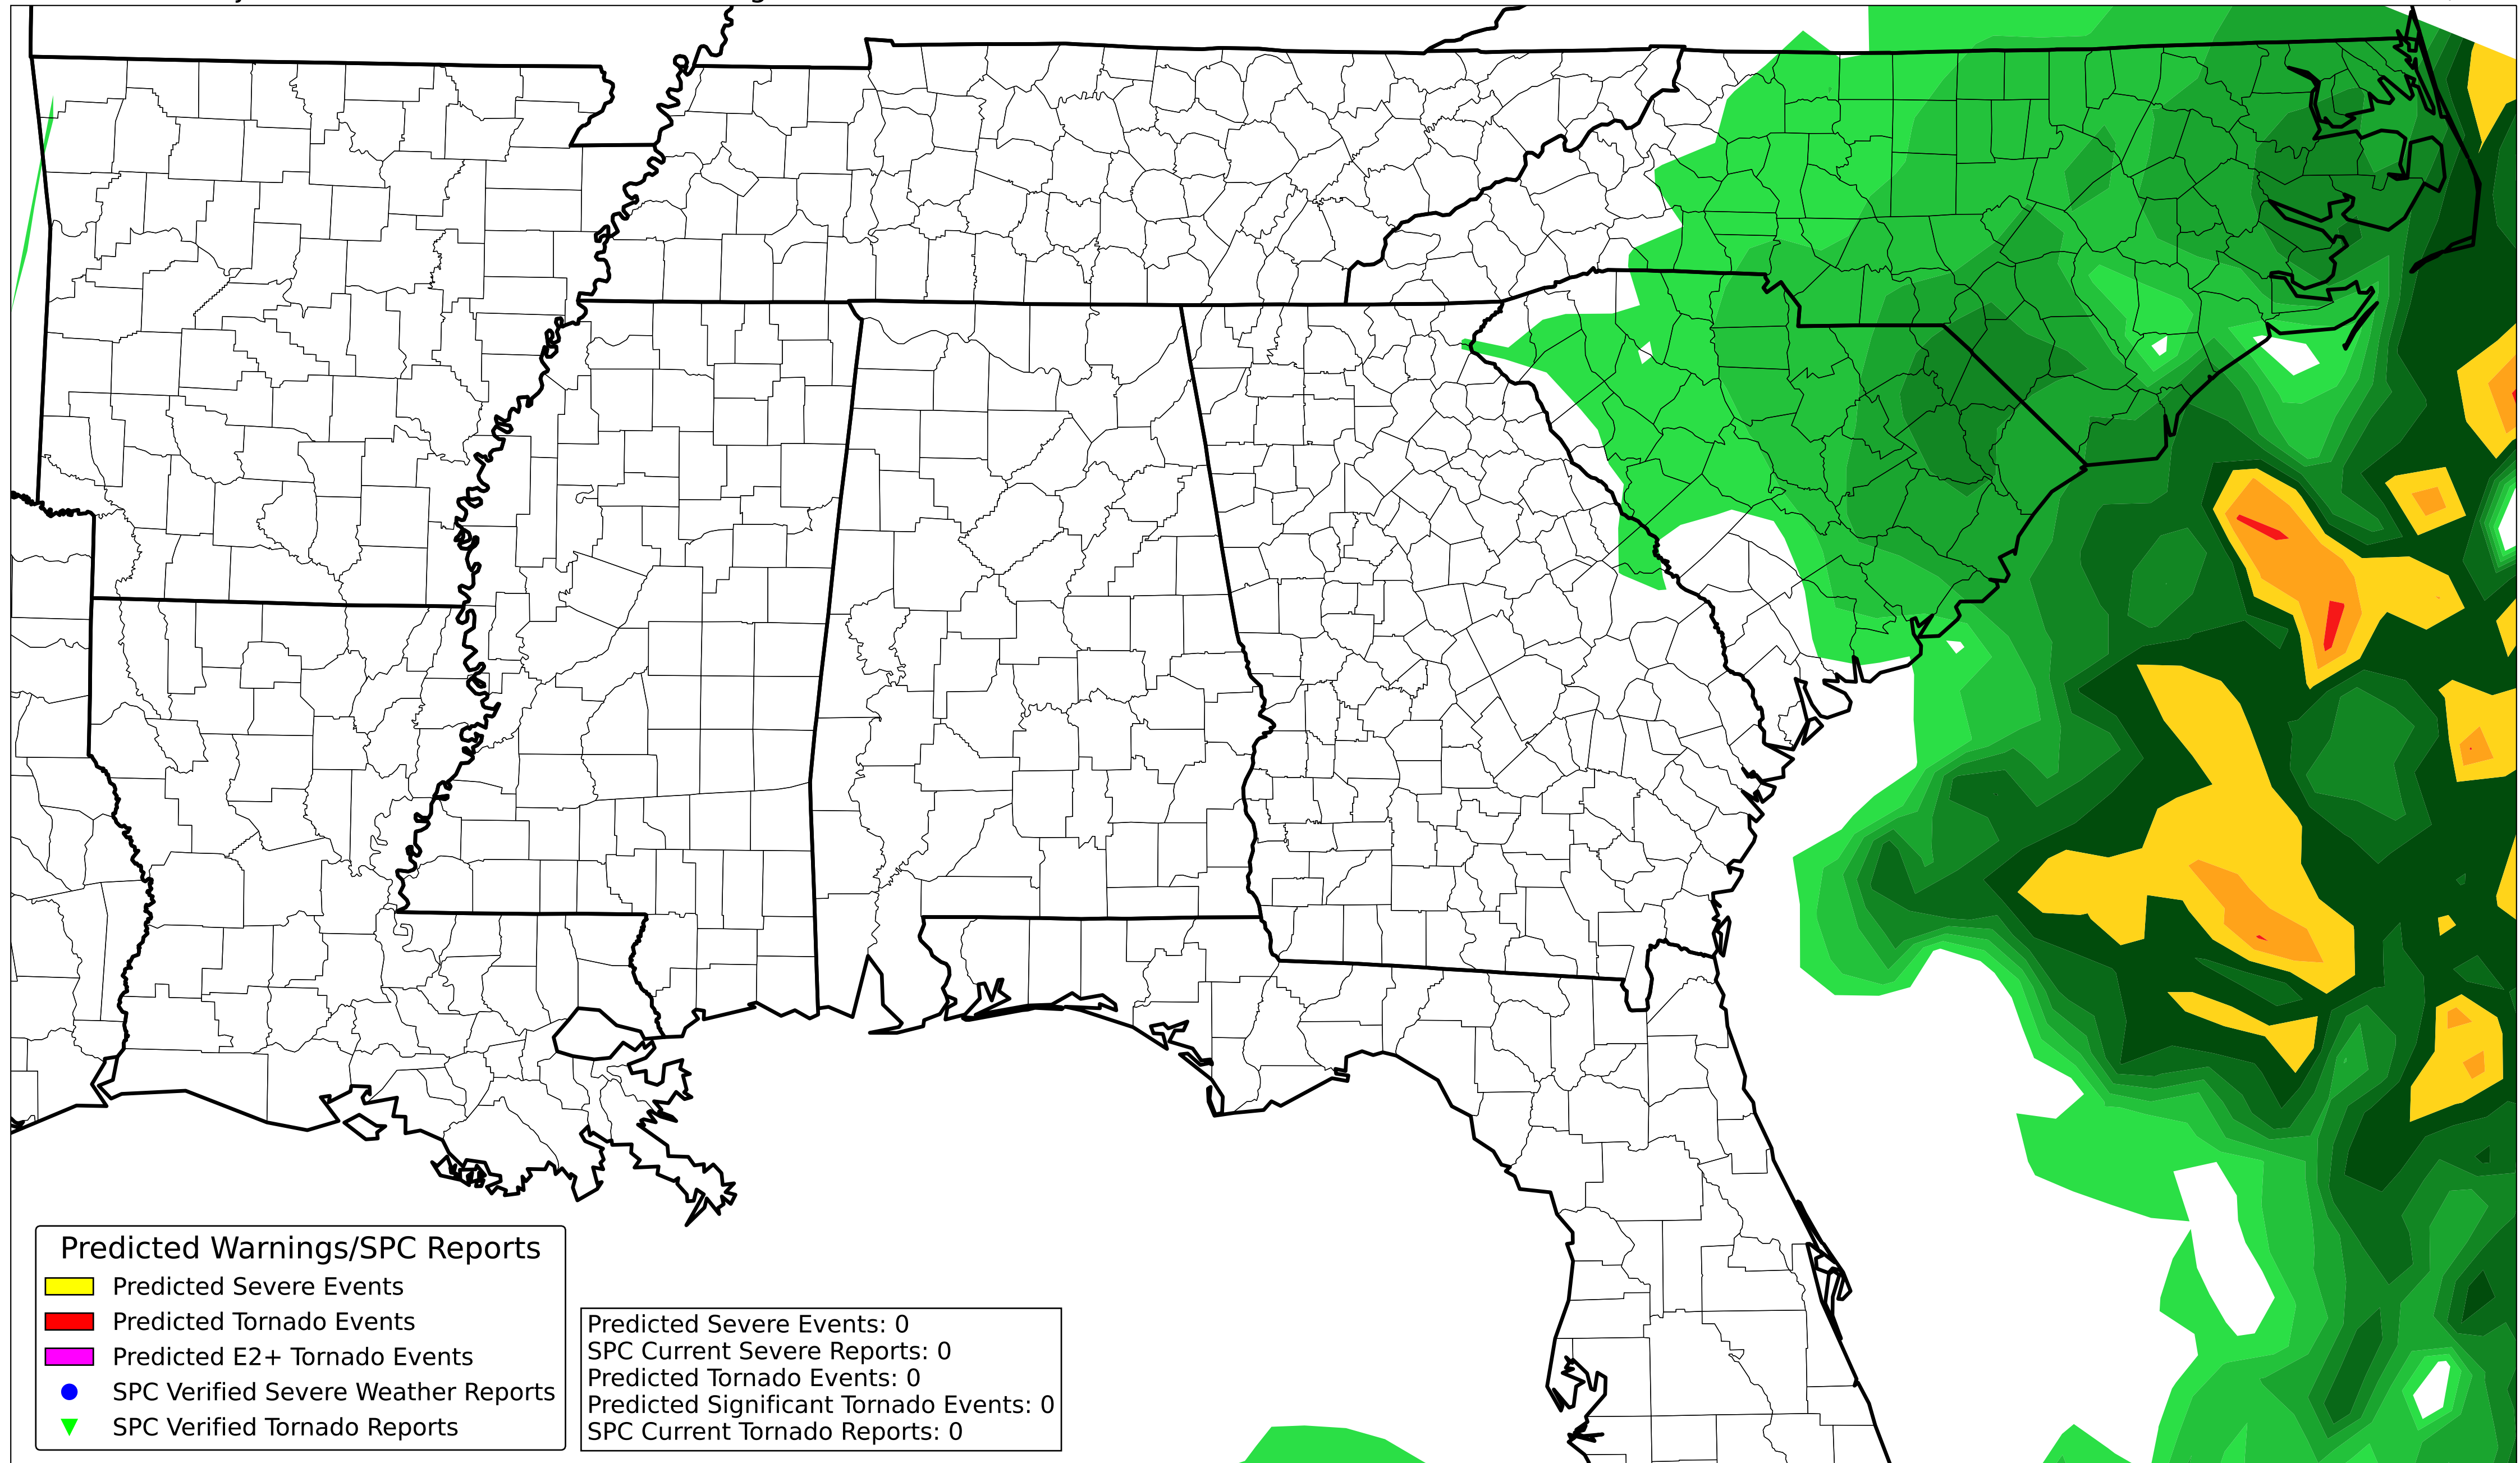 Predicted Warnings/SPC Reports
Predicted Severe Events
Predicted Tornado Events
Predicted E2+ Tornado Events
SPC Verified Severe Weather Reports
SPC Verified Tornado Reports
Predicted Severe Events: 0
SPC Current Severe Reports: 0
Predicted Tornado Events: 0
Predicted Significant Tornado Events: 0
SPC Current Tornado Reports: 0